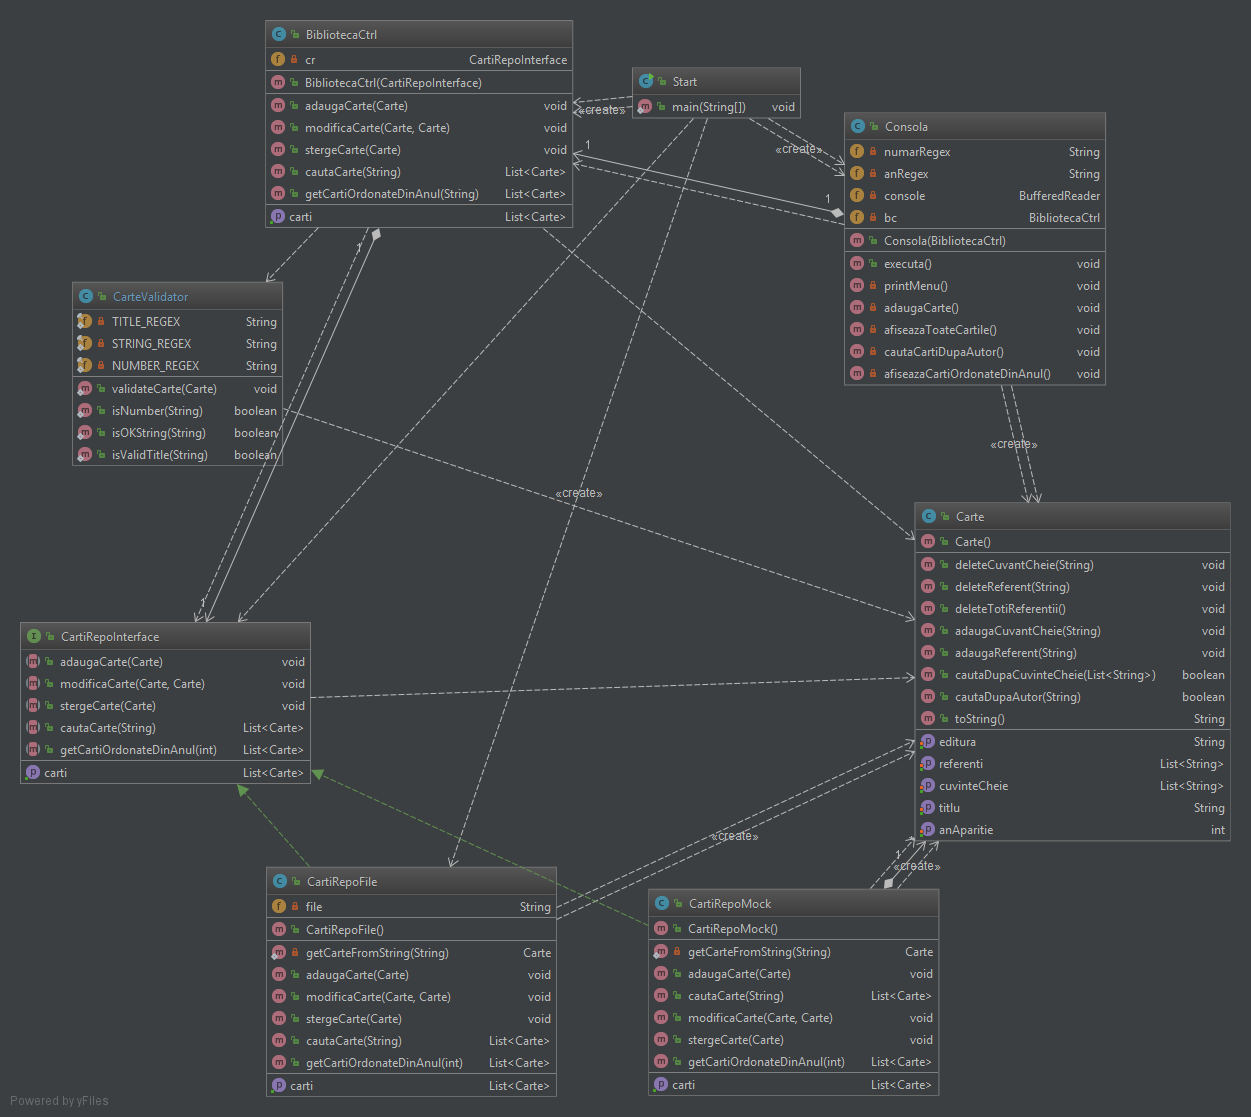 BibliotecaCtrl
cr CartiRepoInterface
BibliotecaCtrl(CartiRepoInterface)
adaugaCarte(Carte) void
modificaCarte(Carte, Carte) void
stergeCarte(Carte) void
cautaCarte(String) List<Carte>
getCartiOrdonateDinAnul(String) List<Carte>
carti List<Carte>
Start
main(String[]) void
«create»
«create»
1
1
Consola
numarRegex String
anRegex String
console BufferedReader
bc BibliotecaCtrl
Consola(BibliotecaCtrl)
executa() void
printMenu() void
adaugaCarte() void
afiseazaToateCartile() void
cautaCartiDupaAutor() void
afiseazaCartiOrdonateDinAnul() void
1
CarteValidator
TITLE_REGEX String
STRING_REGEX String
NUMBER_REGEX String
validateCarte(Carte) void
isNumber(String) boolean
isOKString(String) boolean
isValidTitle(String) boolean
«create»
«create»
Carte
Carte()
deleteCuvantCheie(String) void
deleteReferent(String) void
deleteTotiReferentii() void
adaugaCuvantCheie(String) void
adaugaReferent(String) void
cautaDupaCuvinteCheie(List<String>) boolean
cautaDupaAutor(String) boolean
toString() String
editura String
referenti List<String>
cuvinteCheie List<String>
titlu String
anAparitie int
1
CartiRepoInterface
adaugaCarte(Carte) void
modificaCarte(Carte, Carte) void
stergeCarte(Carte) void
cautaCarte(String) List<Carte>
getCartiOrdonateDinAnul(int) List<Carte>
carti List<Carte>
«create»
1
«create»
CartiRepoFile
file String
CartiRepoFile()
getCarteFromString(String) Carte
adaugaCarte(Carte) void
modificaCarte(Carte, Carte) void
stergeCarte(Carte) void
cautaCarte(String) List<Carte>
getCartiOrdonateDinAnul(int) List<Carte>
carti List<Carte>
CartiRepoMock
CartiRepoMock()
getCarteFromString(String) Carte
adaugaCarte(Carte) void
cautaCarte(String) List<Carte>
modificaCarte(Carte, Carte) void
stergeCarte(Carte) void
getCartiOrdonateDinAnul(int) List<Carte>
carti List<Carte>
Powered by yFiles